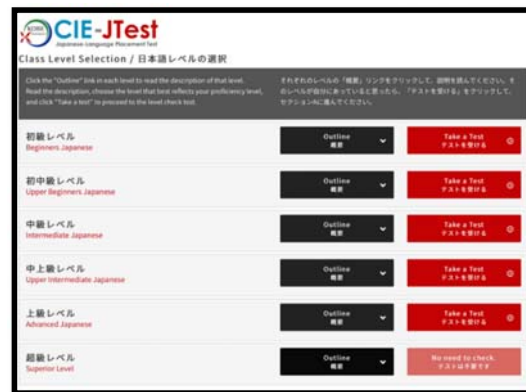 CIE-JTest
Japanese-Language Placement Test
Class Level Selection / 日本語レベルの選択
Click the "Outline" link in each level to read the description of that level.
Read the description, choose the level that best reflects your proficiency level,
and click "Take a test" to proceed to the level check test.
それぞれのレベルの「概要」リンクをクリックして、説明を読んでください。そ
のレベルが自分にあっていると思ったら、「テストを受ける」をクリックして、
セクションAに進んでください。
初級レベル
Beginners Japanese
Outline
概要
Take a Test
テストを受ける
初中級レベル
Upper Beginners Japanese
Outline
概要
Take a Test
テストを受ける
中級レベル
Intermediate Japanese
Outline
概要
Take a Test
テストを受ける
中上級レベル
Upper Intermediate Japanese
Outline
概要
Take a Test
テストを受ける
上級レベル
Advanced Japanese
Outline
概要
Take a Test
テストを受ける
超級レベル
Superior Level
Outline
概要
No need to check.
テストは不要です